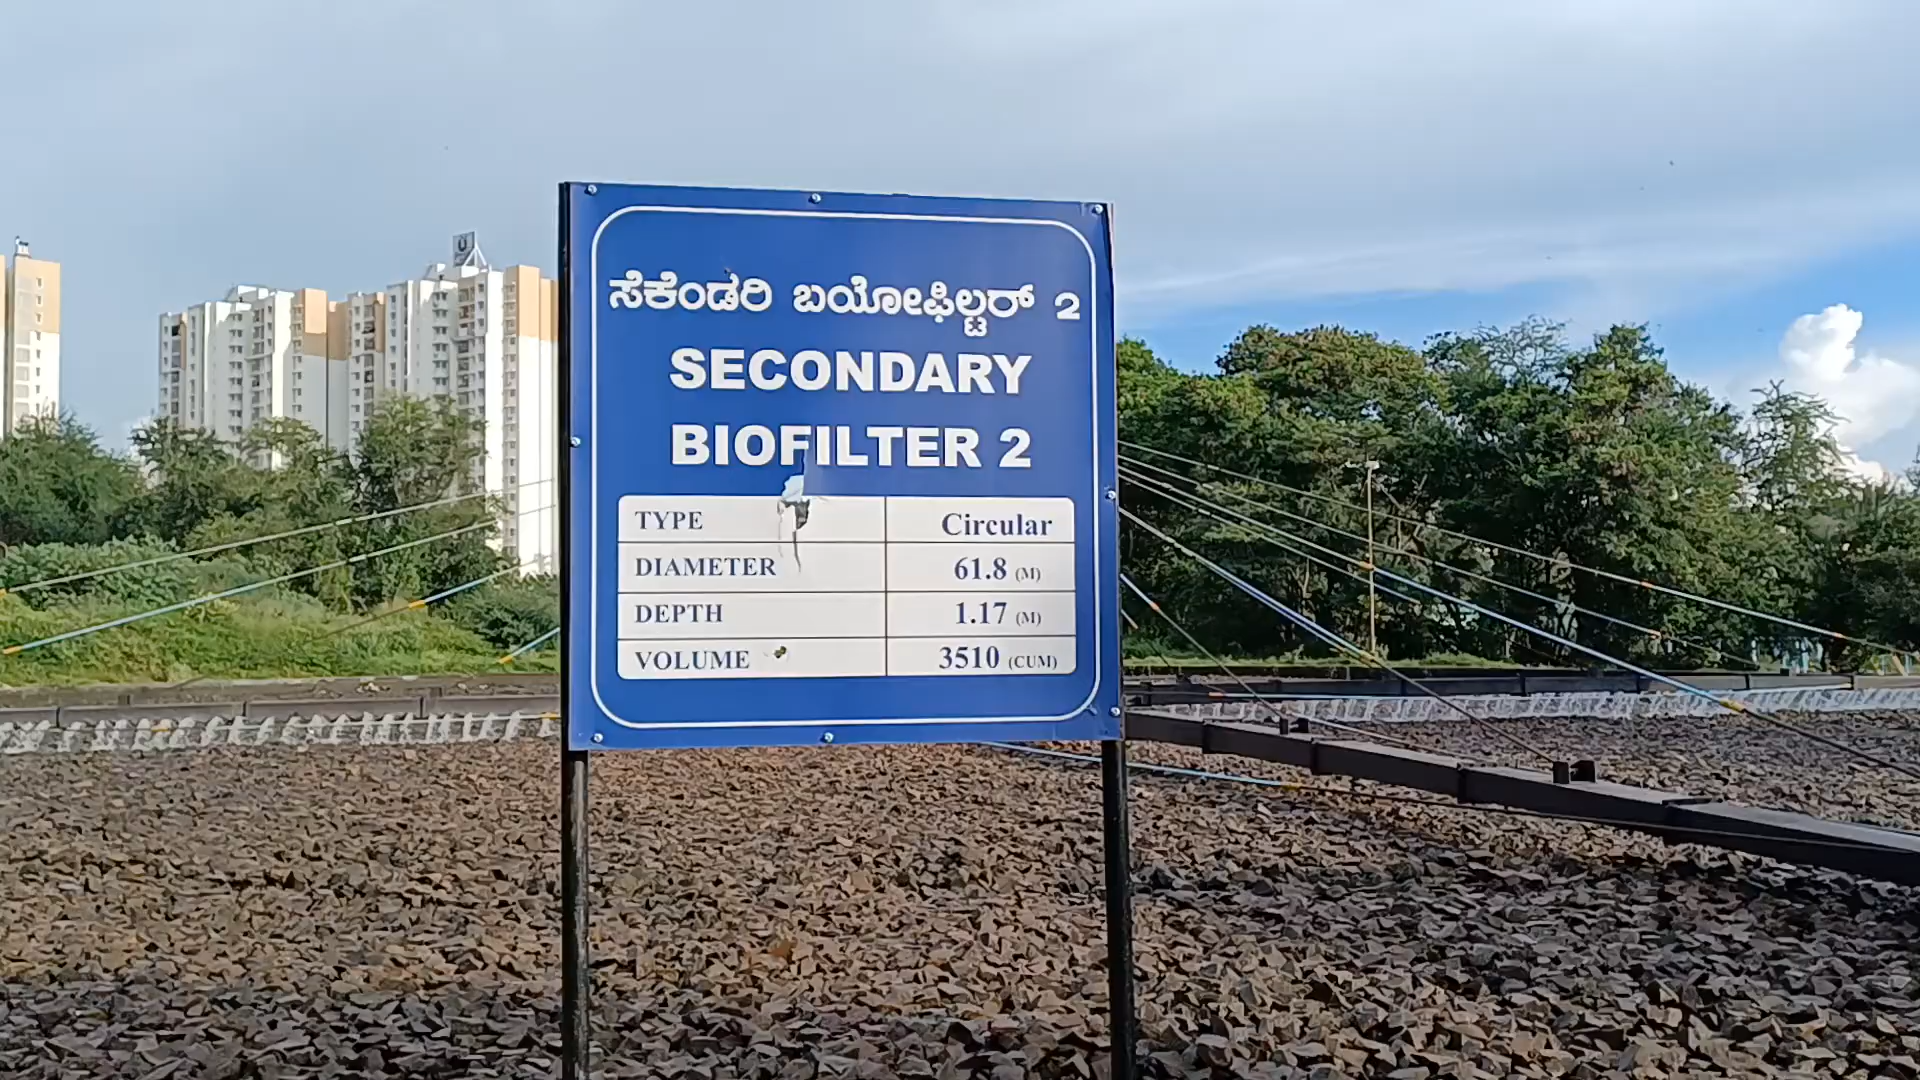 ಸೆಕೆಂಡರಿ ಬಯೋಫಿಲ್ಟರ್ 2
SECONDARY
BIOFILTER 2
TYPE Circular
DIAMETER 61.8 (M)
DEPTH 1.17 (M)
VOLUME 3510 (CUM)